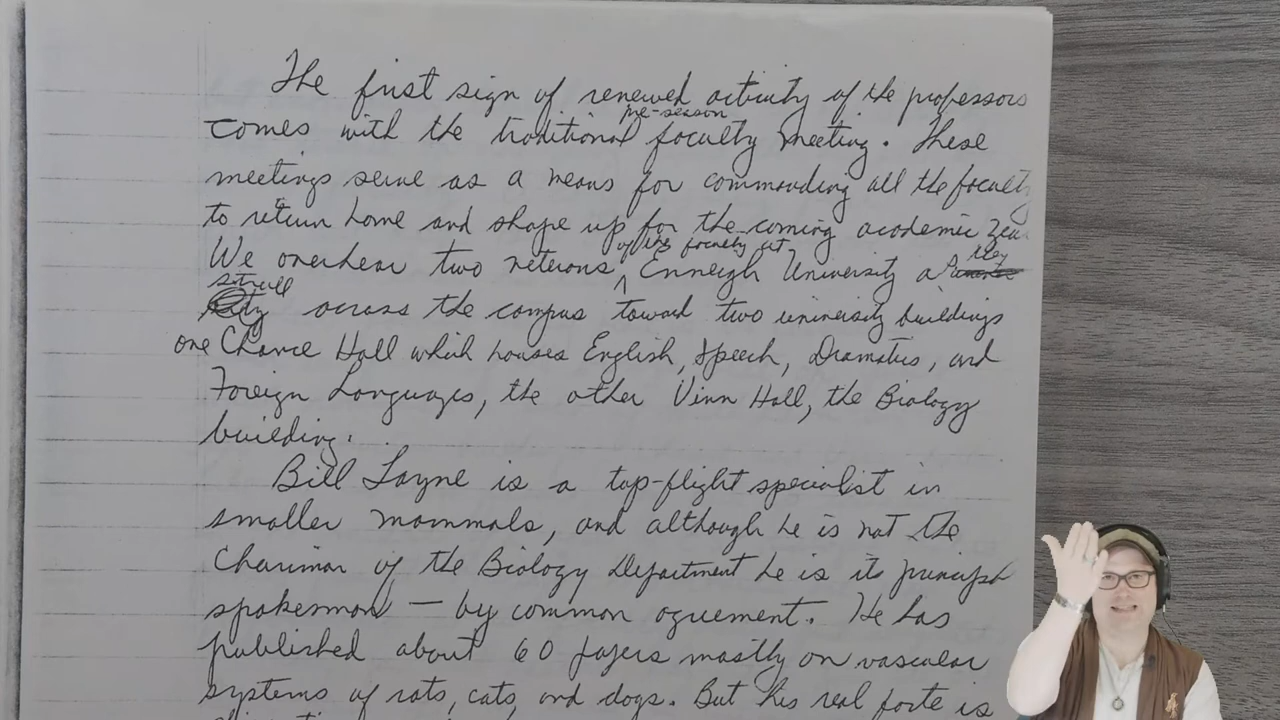 The first sign of renewed activity of the professors
comes with the traditional pre-season faculty meeting. These
meetings serve as a means for commanding all the faculty
to return home and shape up for the coming academic year
We overhear two veterans of the faculty at Enneigh University as they
stroll across the campus toward two university buildings
one Chance Hall which houses English, Speech, Dramatics, and
Foreign Languages, the other Vinn Hall, the Biology
building.
Bill Layne is a top-flight specialist in
smaller mammals, and although he is not the
Chairman of the Biology Department he is its principal
spokesman — by common agreement. He has
published about 60 papers mostly on vascular
systems of rats, cats, and dogs. But his real forte is